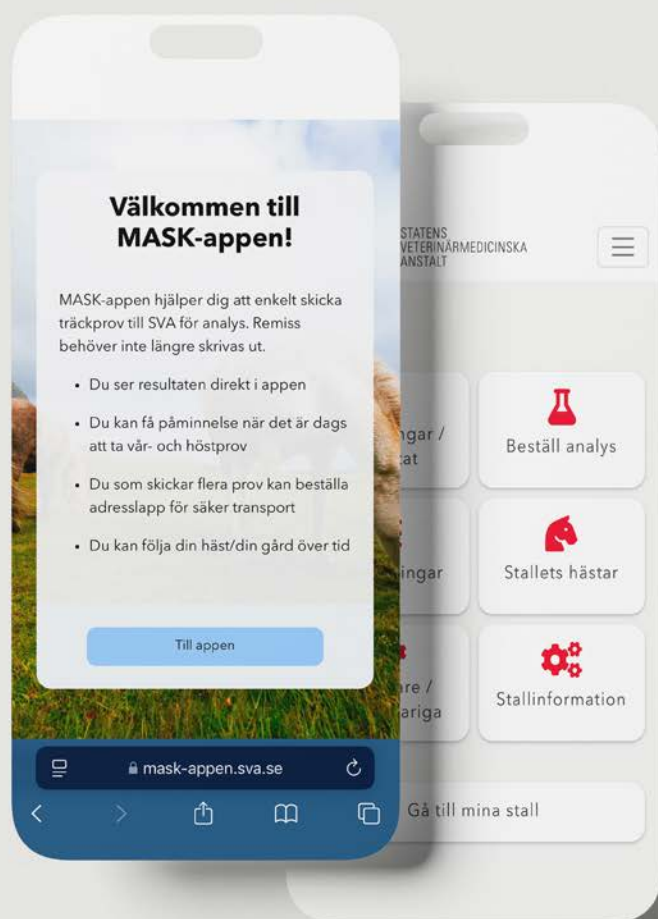 Välkommen till
MASK-appen!
MASK-appen hjälper dig att enkelt skicka
träckprov till SVA för analys. Remiss
behöver inte längre skrivas ut.
• Du ser resultaten direkt i appen
• Du kan få påminnelse när det är dags
att ta vår- och höstprov
• Du som skickar flera prov kan beställa
adresslapp för säker transport
• Du kan följa din häst/din gård över tid
Till appen
mask-appen.sva.se
STATENS
VETERINÄRMEDICINSKA
ANSTALT
Beställ analys
Stallets hästar
Stallinformation
Gå till mina stall